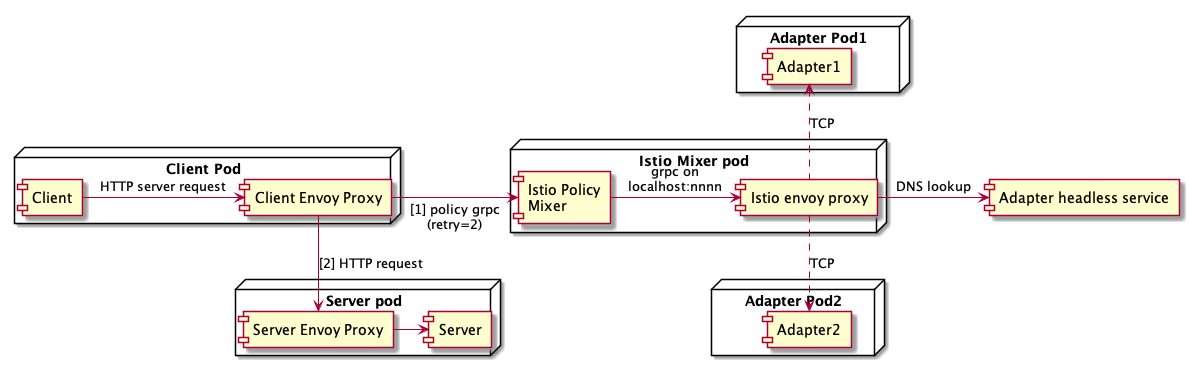 Adapter Pod1
Adapter1
TCP
Client Pod
HTTP server request
Client
Client Envoy Proxy
[1] policy grpc
(retry=2)
Istio Mixer pod
grpc on
localhost:nnnn
Istio Policy
Mixer
Istio envoy proxy
DNS lookup
Adapter headless service
[2] HTTP request
TCP
Server pod
Server Envoy Proxy
Server
Adapter Pod2
Adapter2